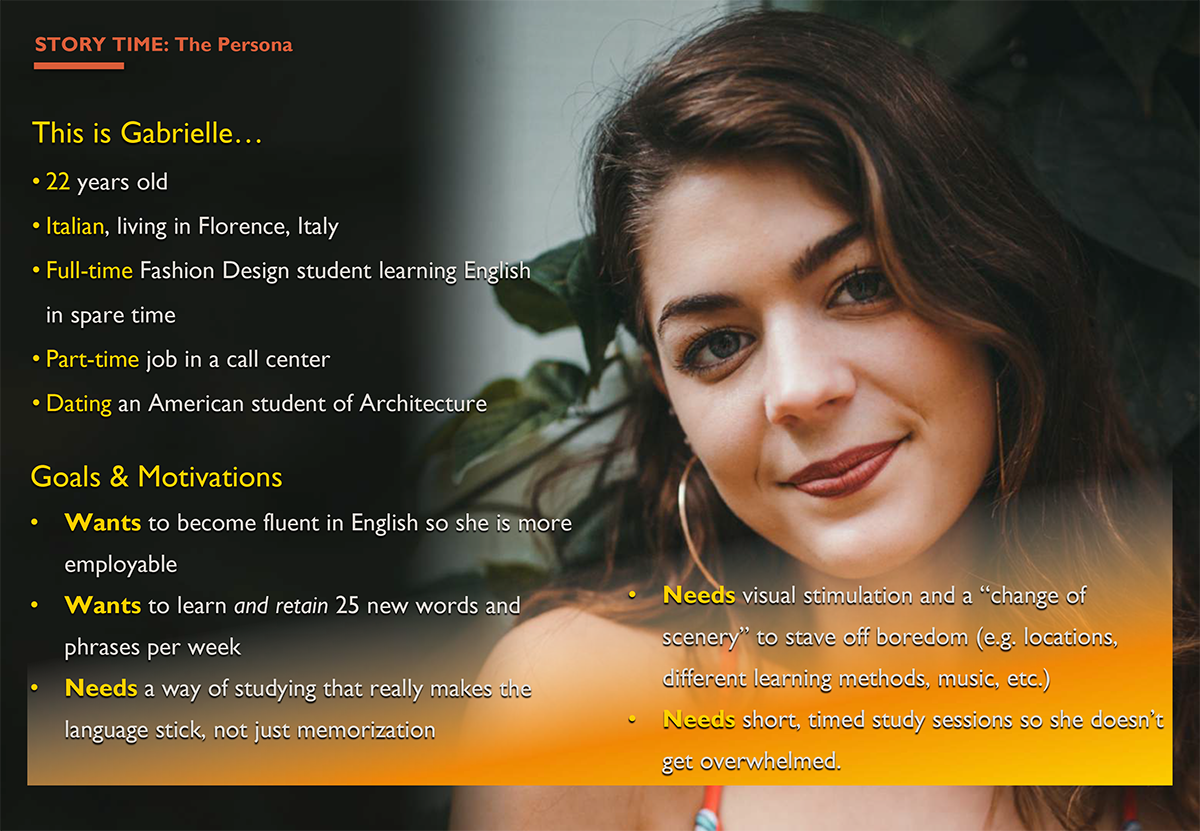 STORY TIME: The Persona
This is Gabrielle…
• 22 years old
• Italian, living in Florence, Italy
• Full-time Fashion Design student learning English
in spare time
• Part-time job in a call center
• Dating an American student of Architecture
Goals & Motivations
• Wants to become fluent in English so she is more
employable
• Wants to learn and retain 25 new words and
phrases per week
• Needs a way of studying that really makes the
language stick, not just memorization
• Needs visual stimulation and a “change of
scenery” to stave off boredom (e.g. locations,
different learning methods, music, etc.)
• Needs short, timed study sessions so she doesn’t
get overwhelmed.